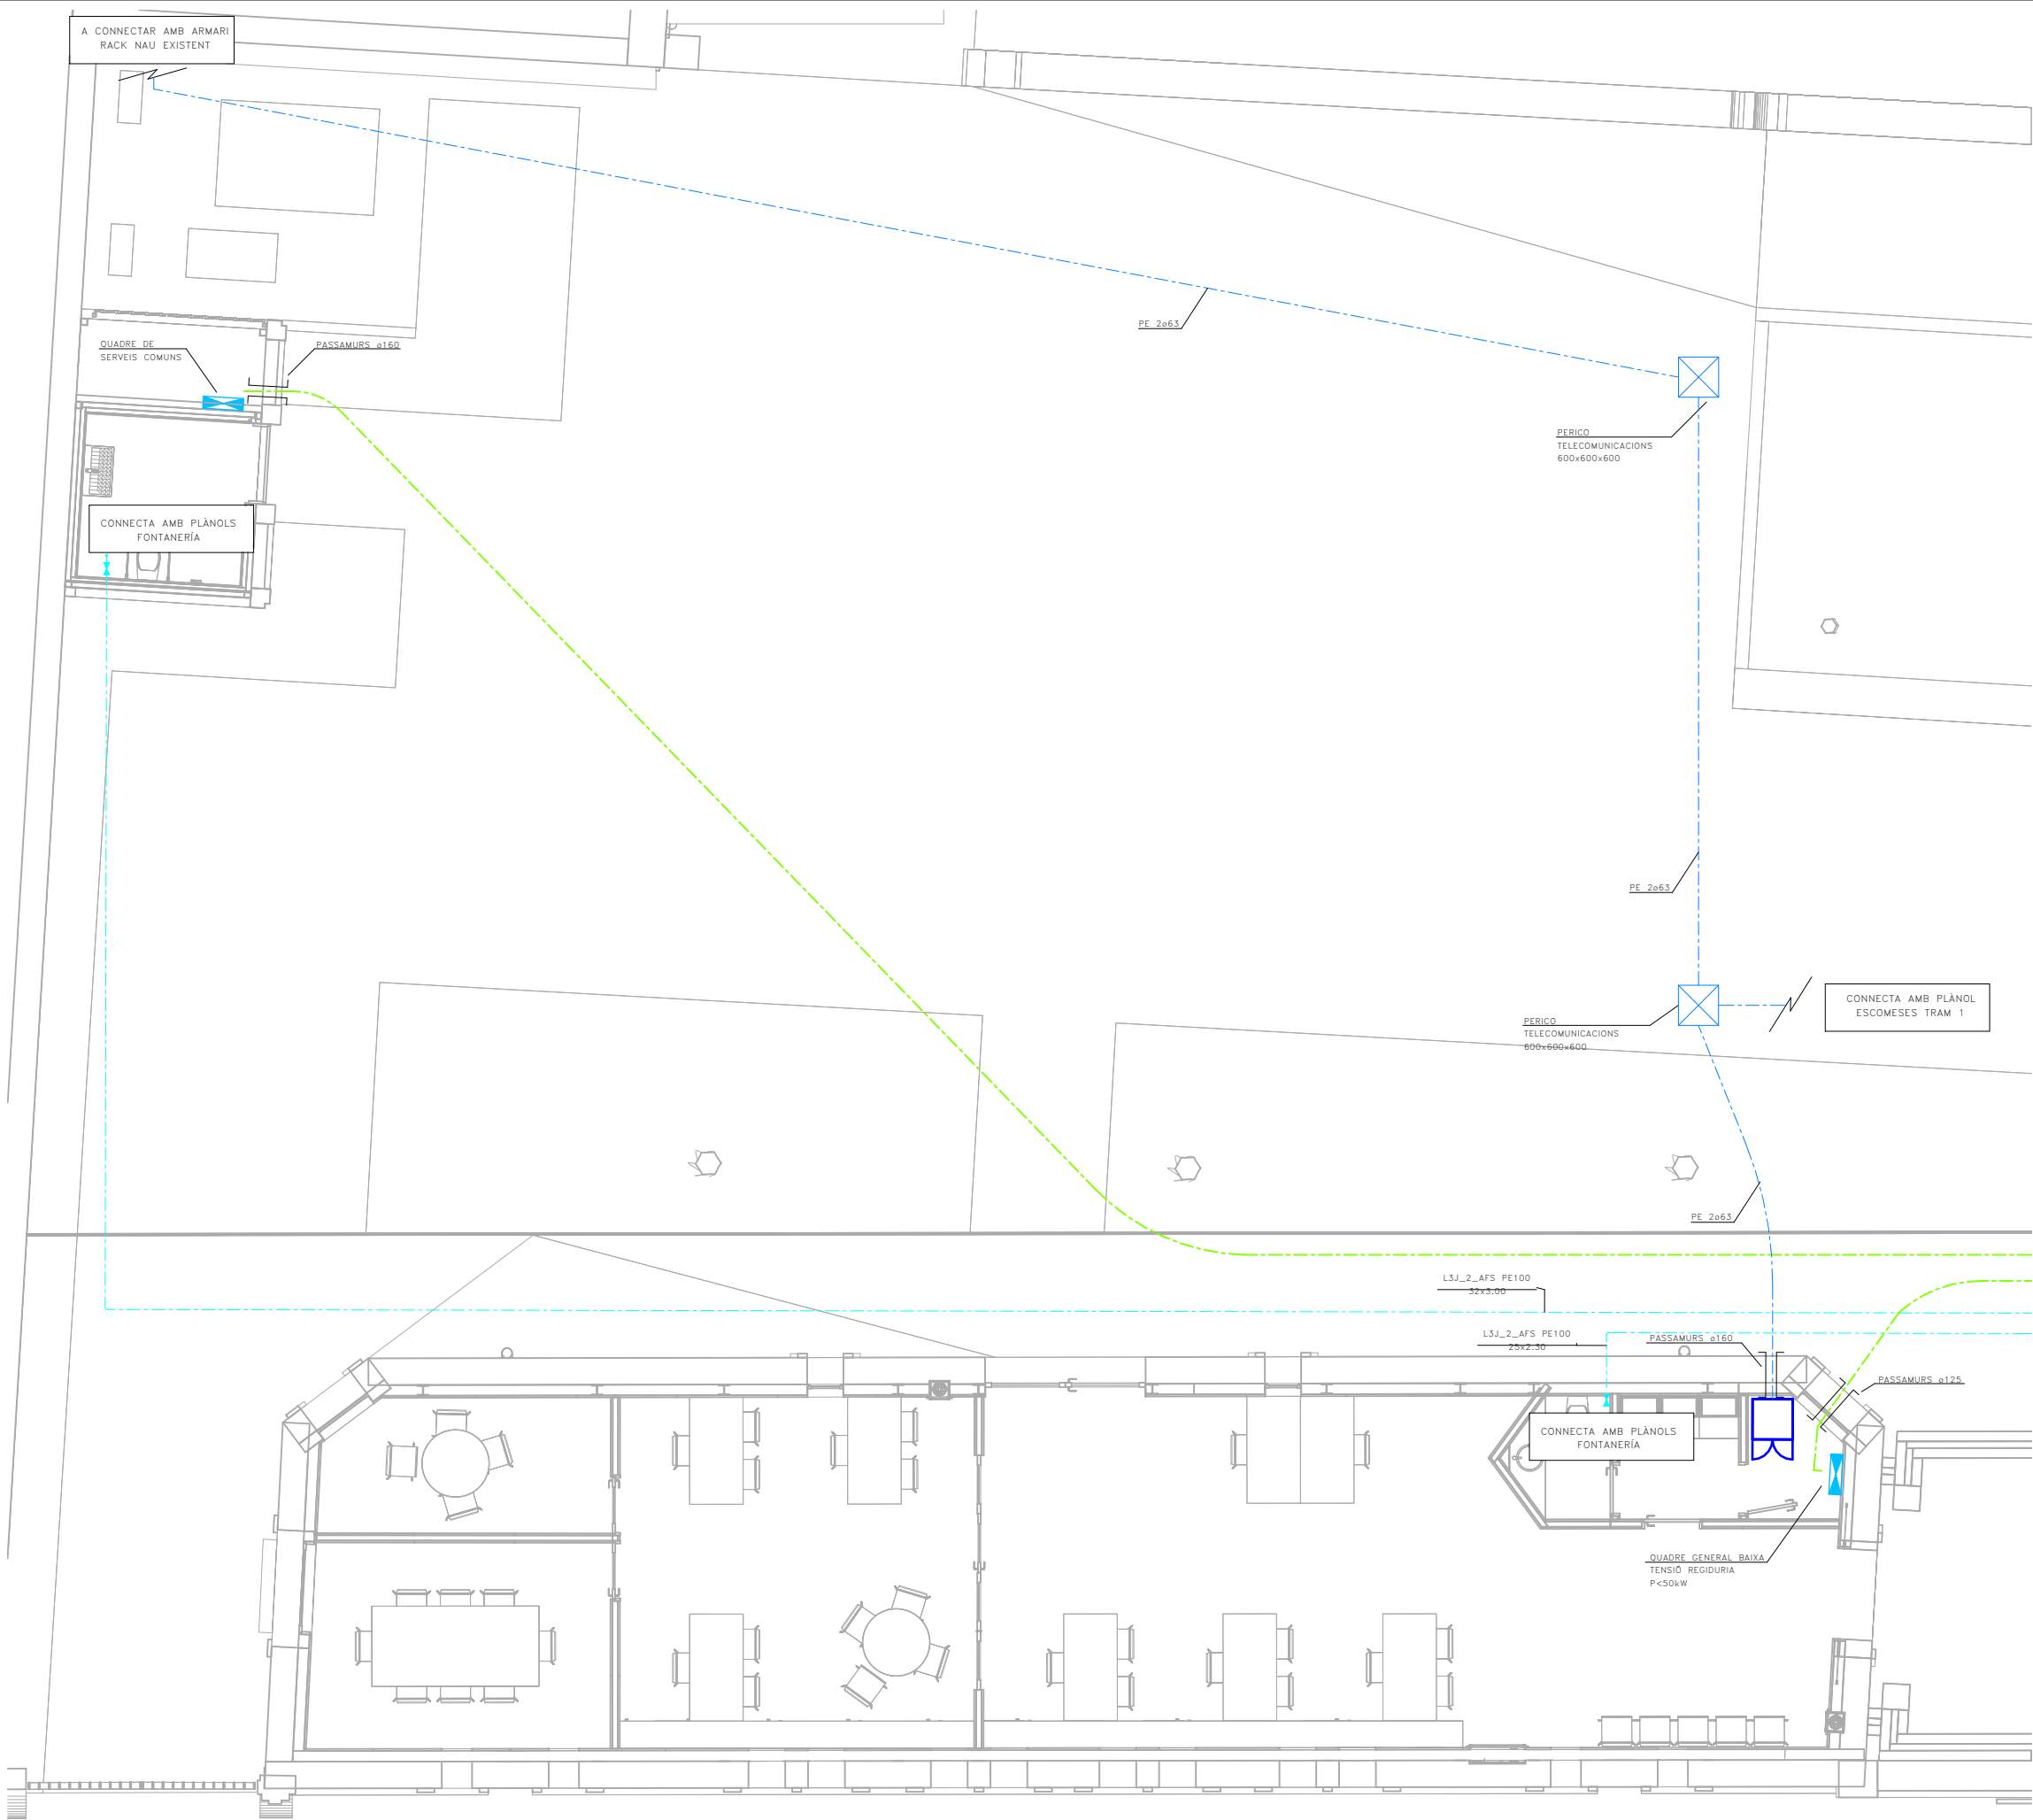 A CONNECTAR AMB ARMARI
RACK NAU EXISTENT
PE 2ø63
QUADRE DE
SERVEIS COMUNS
PASSAMURS ø160
PERICO
TELECOMUNICACIONS
600x600x600
CONNECTA AMB PLÀNOLS
FONTANERÍA
PE 2ø63
CONNECTA AMB PLÀNOL
ESCOMESES TRAM 1
PERICO
TELECOMUNICACIONS
600x600x600
PE 2ø63
L3J_2_AFS PE100
32x3.00
L3J_2_AFS PE100
25x2.30
PASSAMURS ø160
PASSAMURS ø125
CONNECTA AMB PLÀNOLS
FONTANERÍA
QUADRE GENERAL BAIXA
TENSIÓ REGIDURIA
P<50kW